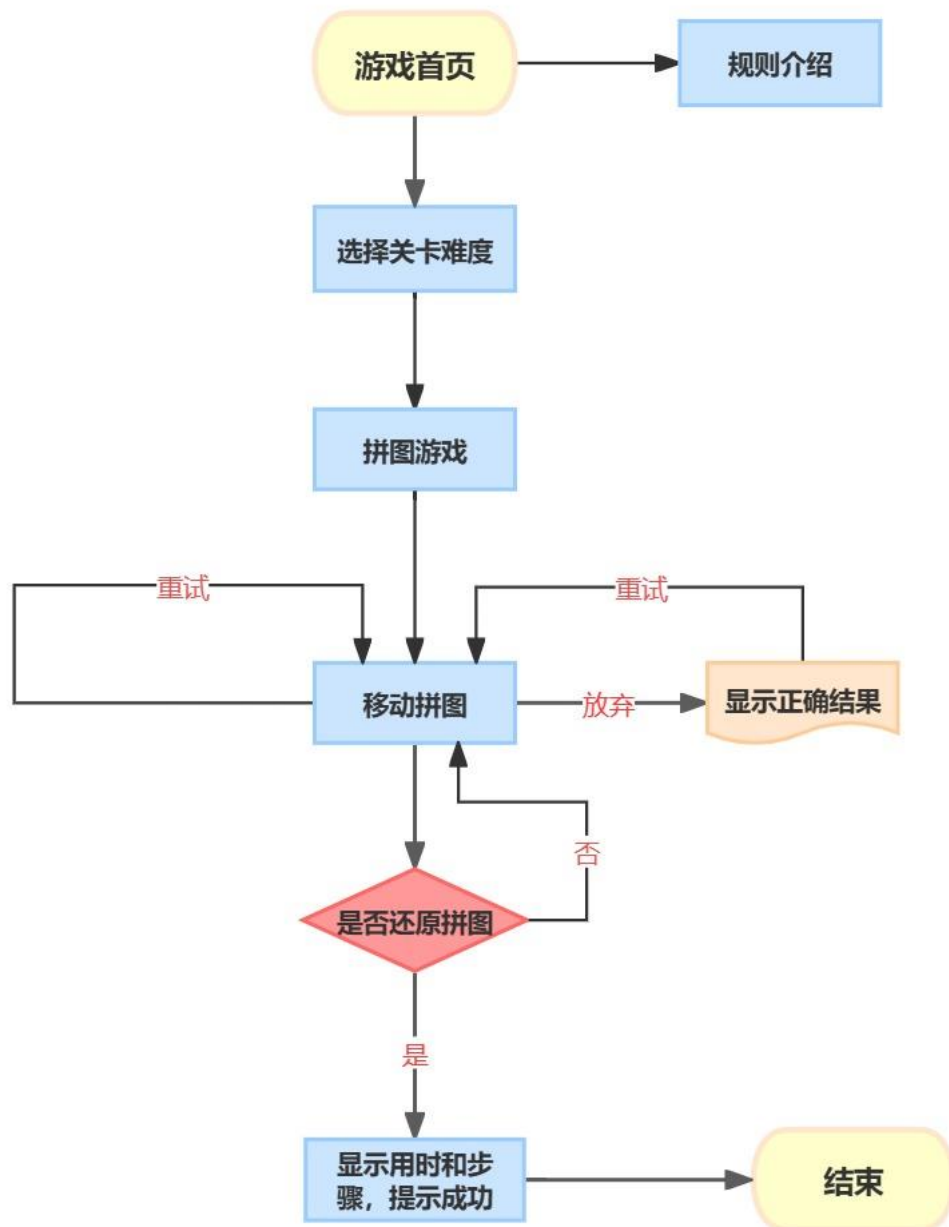 游戏首页
规则介绍
选择关卡难度
拼图游戏
重试
重试
移动拼图
放弃
显示正确结果
否
是否还原拼图
是
显示用时和步
骤，提示成功
结束